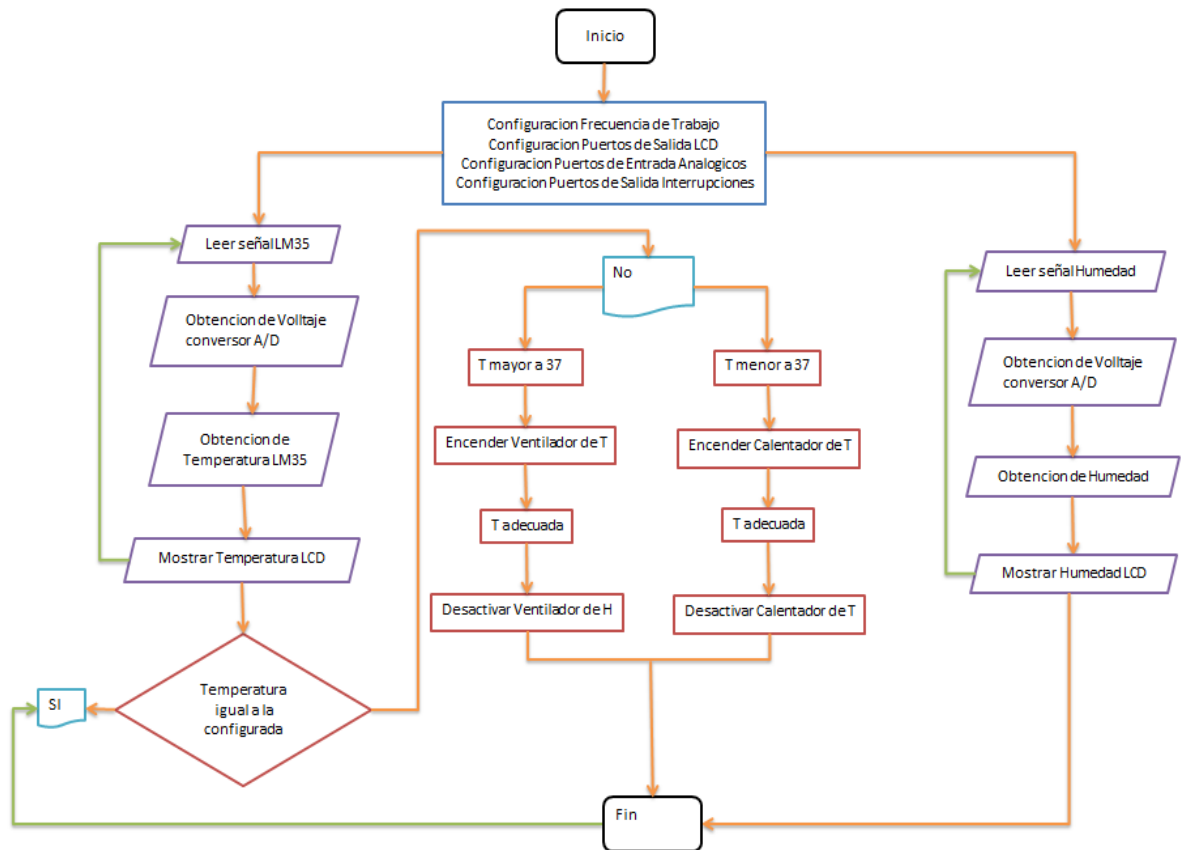 Inicio
Configuracion Frecuencia de Trabajo
Configuracion Puertos de Salida LCD
Configuracion Puertos de Entrada Analogicos
Configuracion Puertos de Salida Interrupciones
Leer señal LM35
Obtencion de Volltaje
conversor A/D
Obtencion de
Temperatura LM35
Mostrar Temperatura LCD
Temperatura
igual a la
configurada
SI
No
T mayor a 37
Encender Ventilador de T
T adecuada
Desactivar Ventilador de H
T menor a 37
Encender Calentador de T
T adecuada
Desactivar Calentador de T
Leer señal Humedad
Obtencion de Volltaje
conversor A/D
Obtencion de Humedad
Mostrar Humedad LCD
Fin